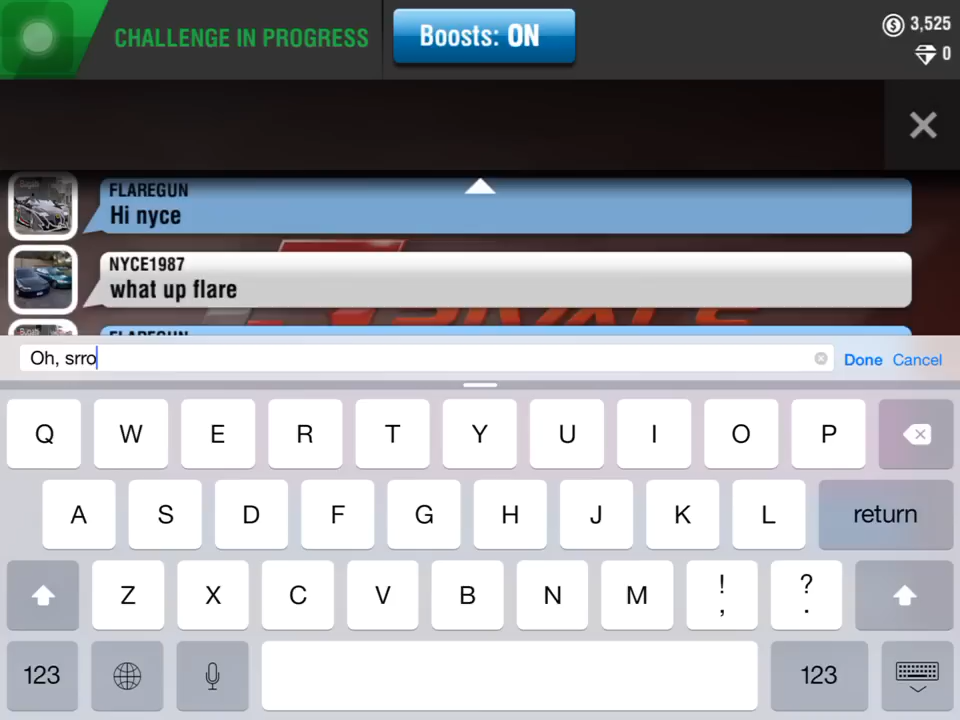 CHALLENGE IN PROGRESS
Boosts: ON
3,525
0
FLAREGUN
Hi nyce
NYCE1987
what up flare
FLAREGUN
Oh, srro
Done Cancel
Q W E R T Y U I O P
A S D F G H J K L return
Z X C V B N M ! , ? .
123 123